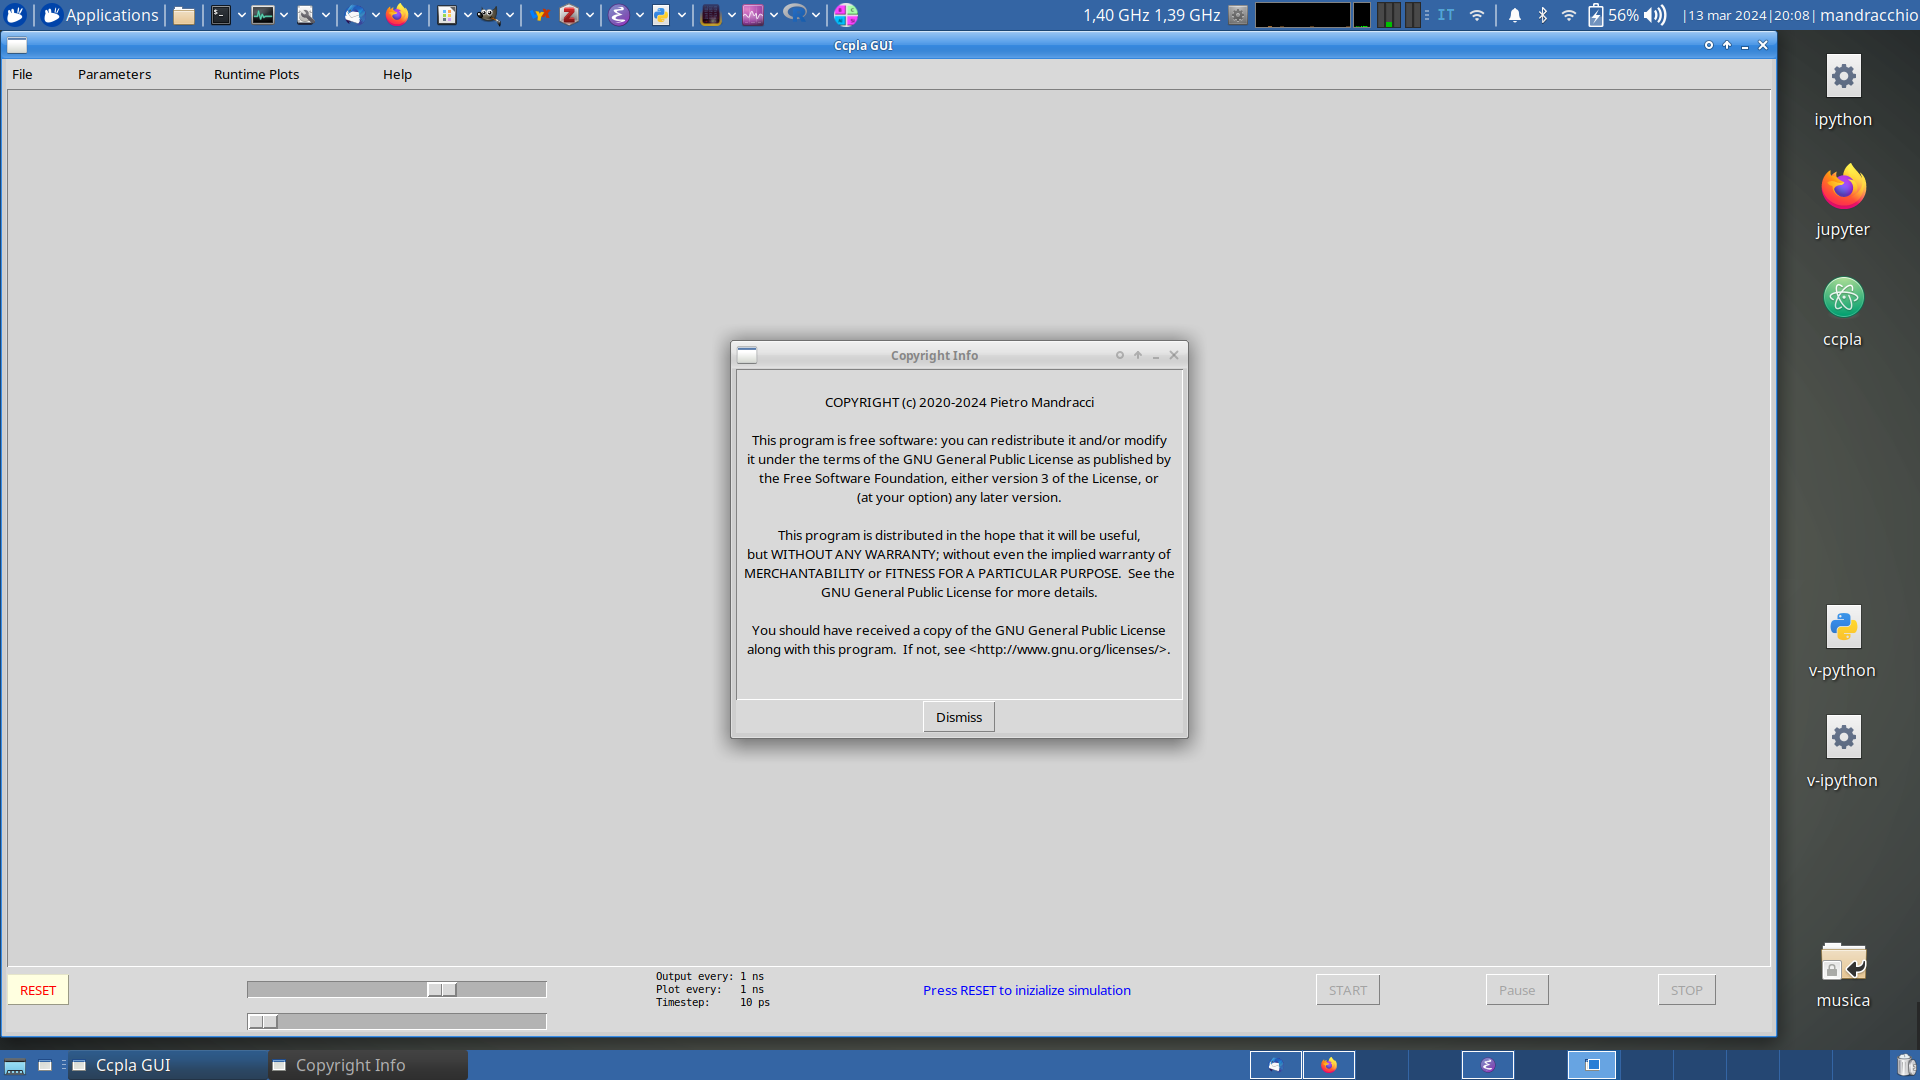 Applications
1,40 GHz 1,39 GHz
IT
56%
|13 mar 2024|20:08| mandracchio
Ccpla GUI
File Parameters Runtime Plots Help
ipython
jupyter
ccpla
Copyright Info
COPYRIGHT (c) 2020-2024 Pietro Mandracci
This program is free software: you can redistribute it and/or modify
it under the terms of the GNU General Public License as published by
the Free Software Foundation, either version 3 of the License, or
(at your option) any later version.
This program is distributed in the hope that it will be useful,
but WITHOUT ANY WARRANTY; without even the implied warranty of
MERCHANTABILITY or FITNESS FOR A PARTICULAR PURPOSE.  See the
GNU General Public License for more details.
You should have received a copy of the GNU General Public License
along with this program.  If not, see <http://www.gnu.org/licenses/>.
Dismiss
v-python
v-ipython
musica
RESET
Output every: 1 ns
Plot every: 1 ns
Timestep: 10 ps
Press RESET to inizialize simulation
START
Pause
STOP
Ccpla GUI
Copyright Info